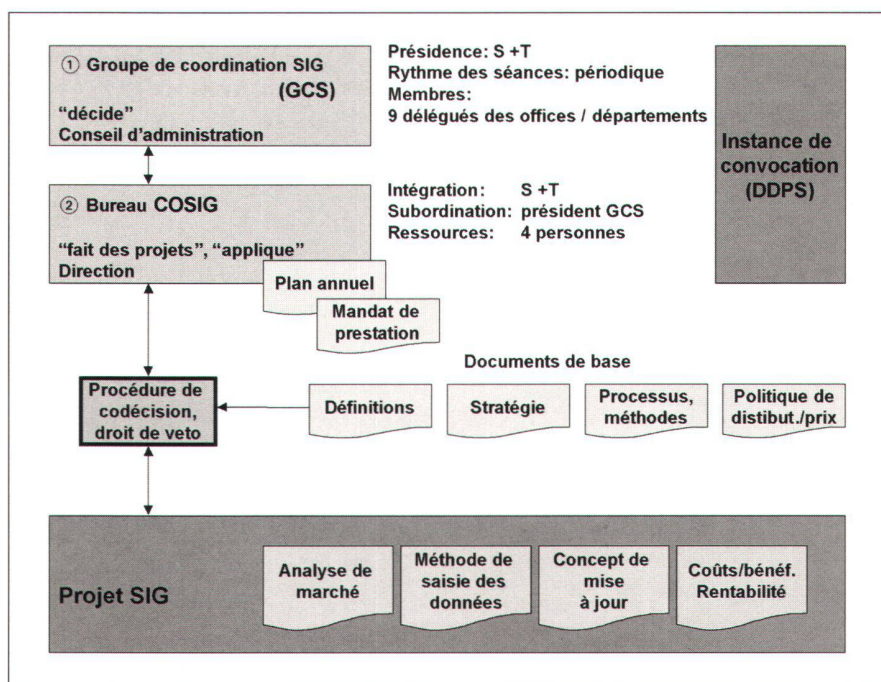 ① Groupe de coordination SIG
(GCS)
“décide”
Conseil d’administration
Présidence: S +T
Rythme des séances: périodique
Membres:
9 délégués des offices / départements
Instance de
convocation
(DDPS)
② Bureau COSIG
“fait des projets”, “applique”
Direction
Intégration: S +T
Subordination: président GCS
Ressources: 4 personnes
Plan annuel
Mandat de
prestation
Documents de base
Procédure de
codécision,
droit de veto
Définitions
Stratégie
Processus,
méthodes
Politique de
distibut./prix
Projet SIG
Analyse de
marché
Méthode de
saisie des
données
Concept de
mise
à jour
Coûts/bénéf.
Rentabilité